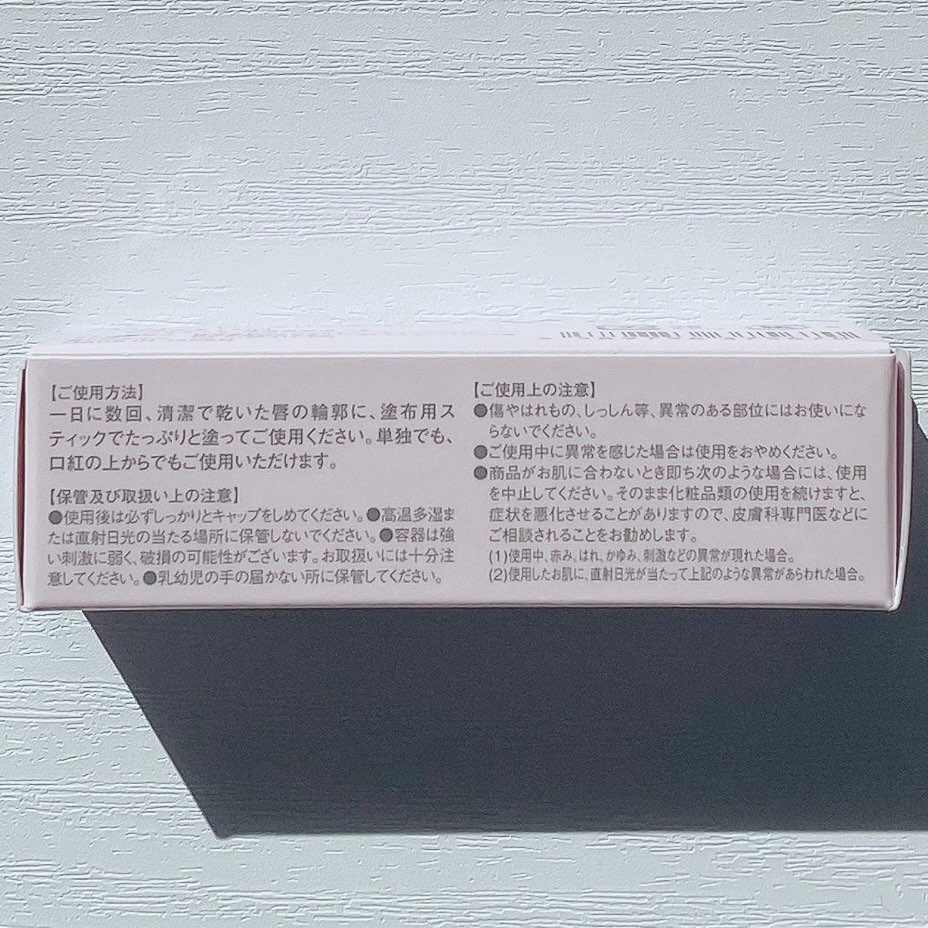 【ご使用方法】
一日に数回、清潔で乾いた唇の輪郭に、塗布用ス
ティックでたっぷりと塗ってご使用ください。単独でも、
口紅の上からでもご使用いただけます。
【保管及び取扱い上の注意】
●使用後は必ずしっかりとキャップをしめてください。●高温多湿ま
たは直射日光の当たる場所に保管しないでください。●容器は強
い刺激に弱く、破損の可能性がございます。お取扱いには十分注
意してください。●乳幼児の手の届かない所に保管してください。
【ご使用上の注意】
●傷やはれもの、しっしん等、異常のある部位にはお使いにな
らないでください。
●ご使用中に異常を感じた場合は使用をおやめください。
●商品がお肌に合わないとき即ち次のような場合には、使用
を中止してください。そのまま化粧品類の使用を続けますと、
症状を悪化させることがありますので、皮膚科専門医などに
ご相談されることをお勧めします。
(1)使用中、赤み、はれ、かゆみ、刺激などの異常が現れた場合。
(2)使用したお肌に、直射日光が当たって上記のような異常があらわれた場合。